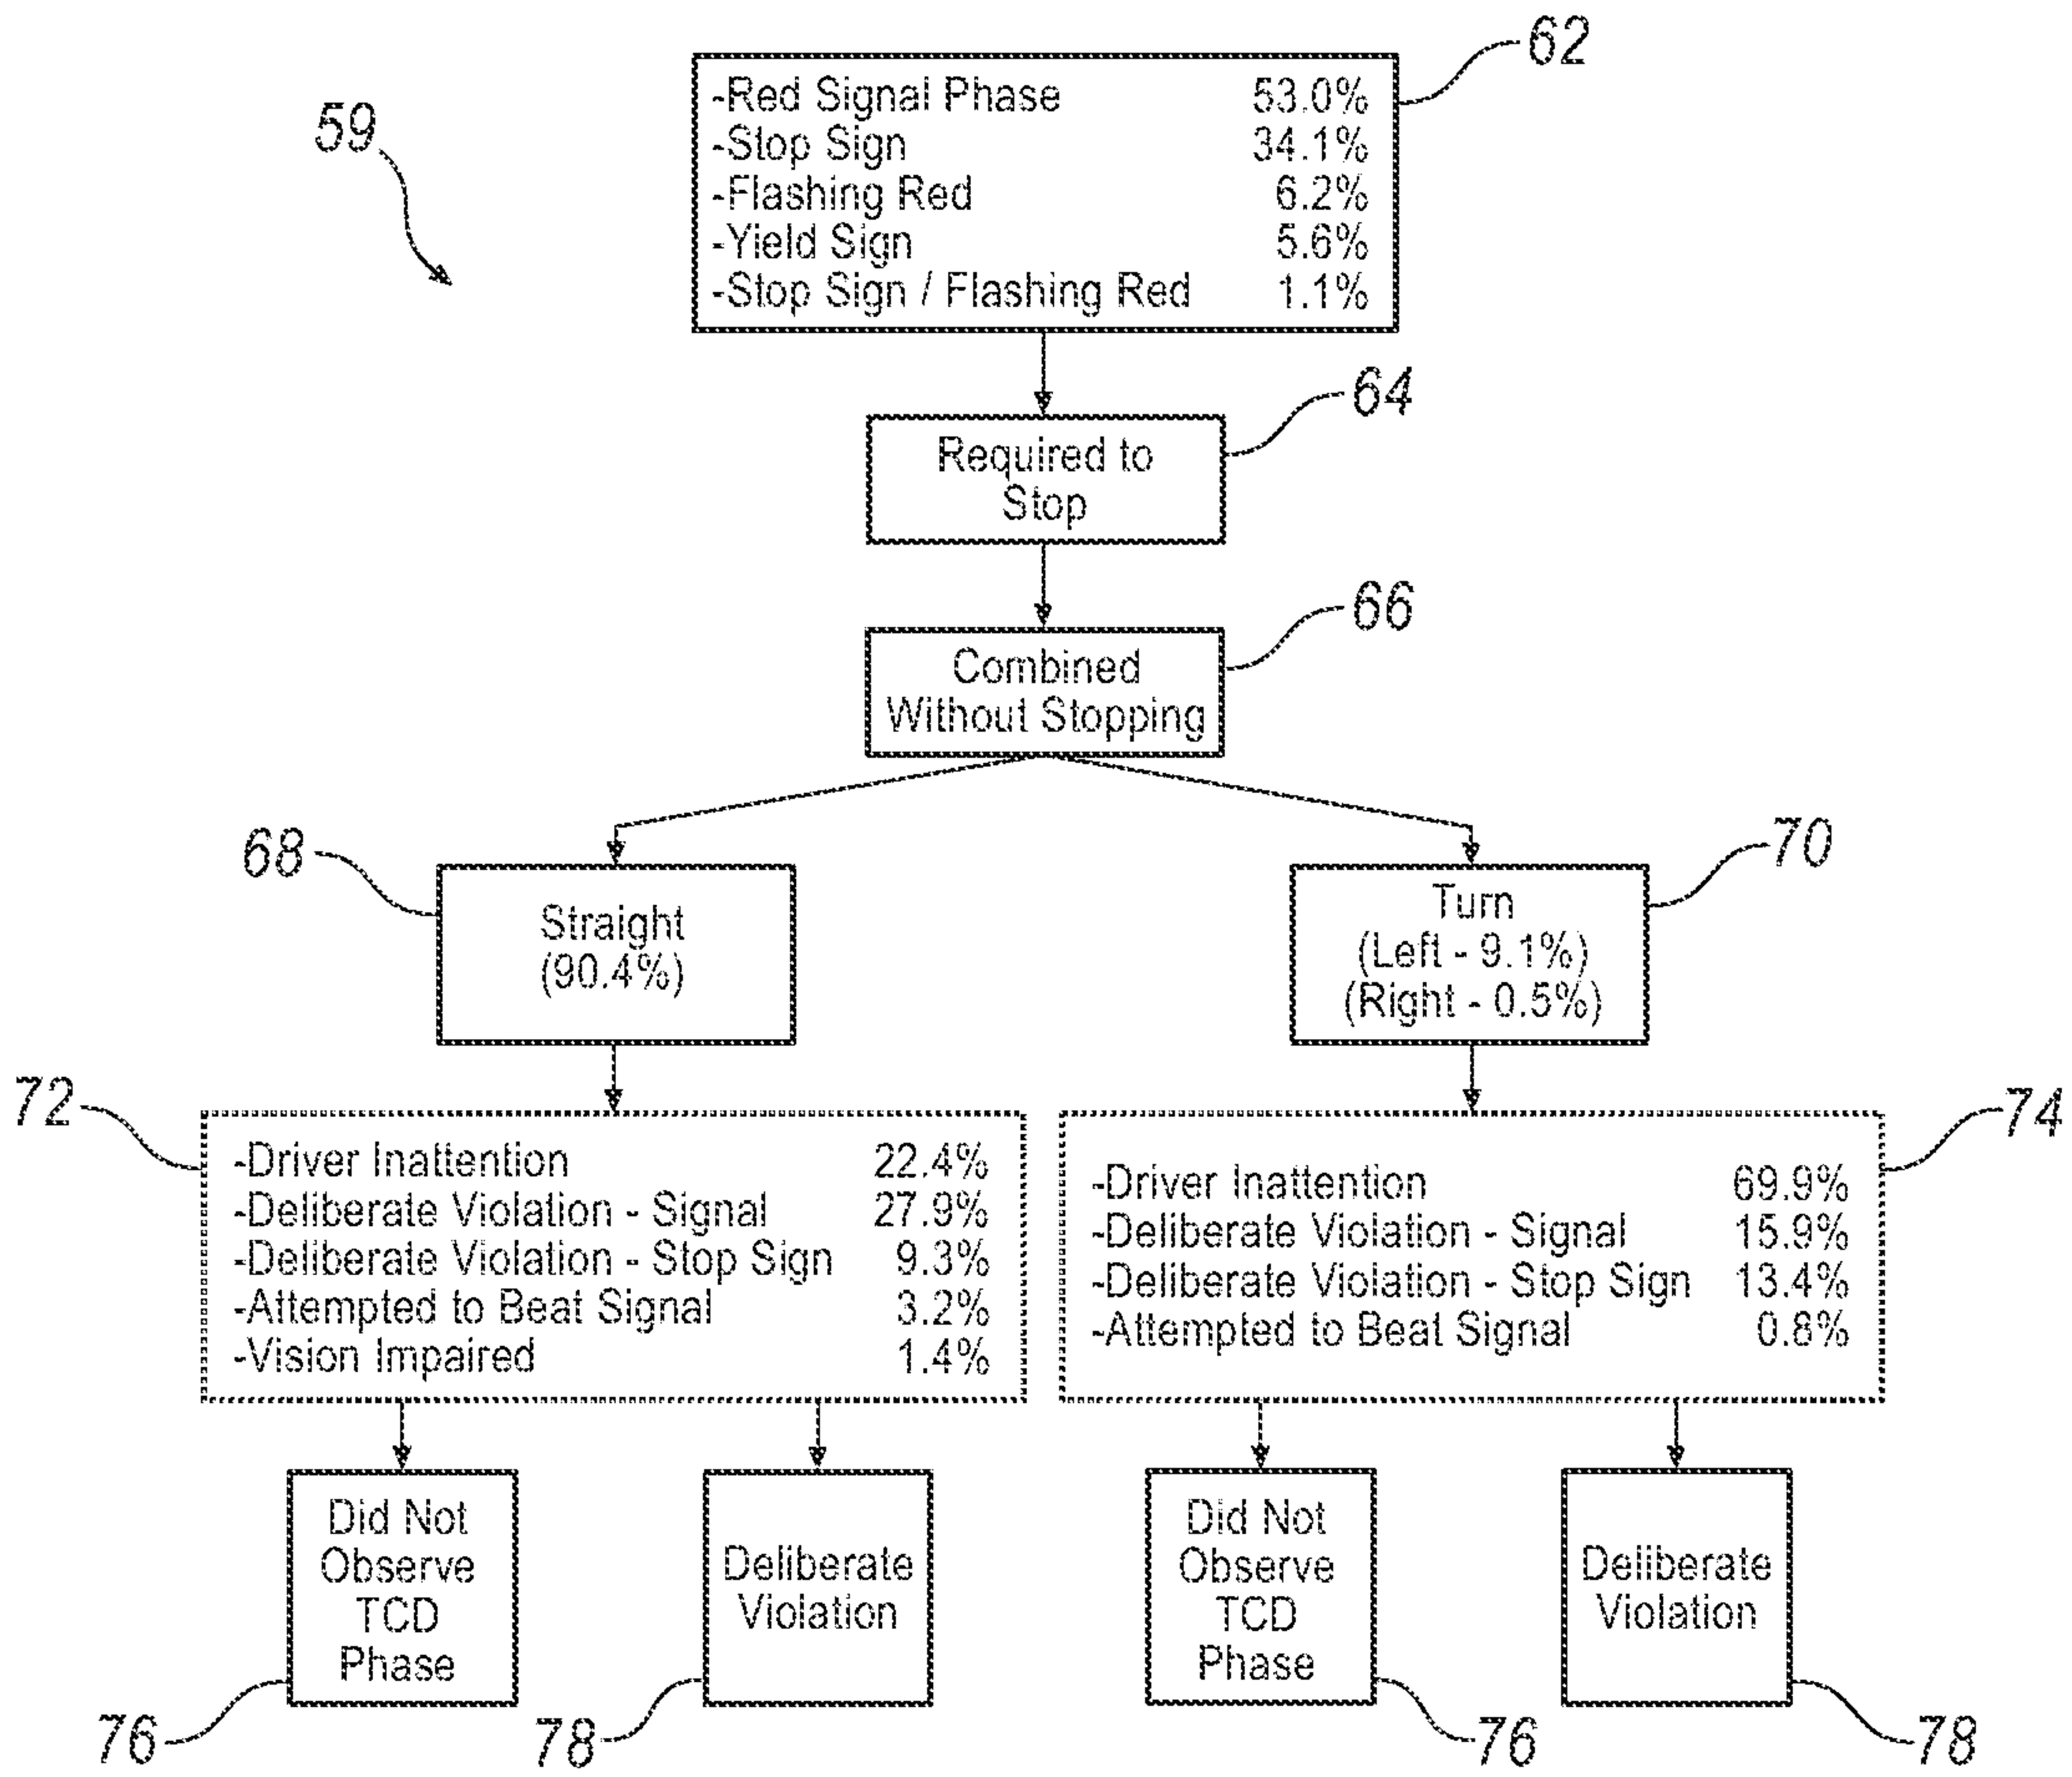 62
59
-Red Signal Phase 53.0%
-Stop Sign 34.1%
-Flashing Red 6.2%
-Yield Sign 5.6%
-Stop Sign / Flashing Red 1.1%
64
Required to
Stop
66
Combined
Without Stopping
68
Straight
(90.4%)
70
Turn
(Left - 9.1%)
(Right - 0.5%)
72
-Driver Inattention 22.4%
-Deliberate Violation - Signal 27.9%
-Deliberate Violation - Stop Sign 9.3%
-Attempted to Beat Signal 3.2%
-Vision Impaired 1.4%
74
-Driver Inattention 69.9%
-Deliberate Violation - Signal 15.9%
-Deliberate Violation - Stop Sign 13.4%
-Attempted to Beat Signal 0.8%
Did Not
Observe
TCD
Phase
76
Deliberate
Violation
78
Did Not
Observe
TCD
Phase
76
Deliberate
Violation
78